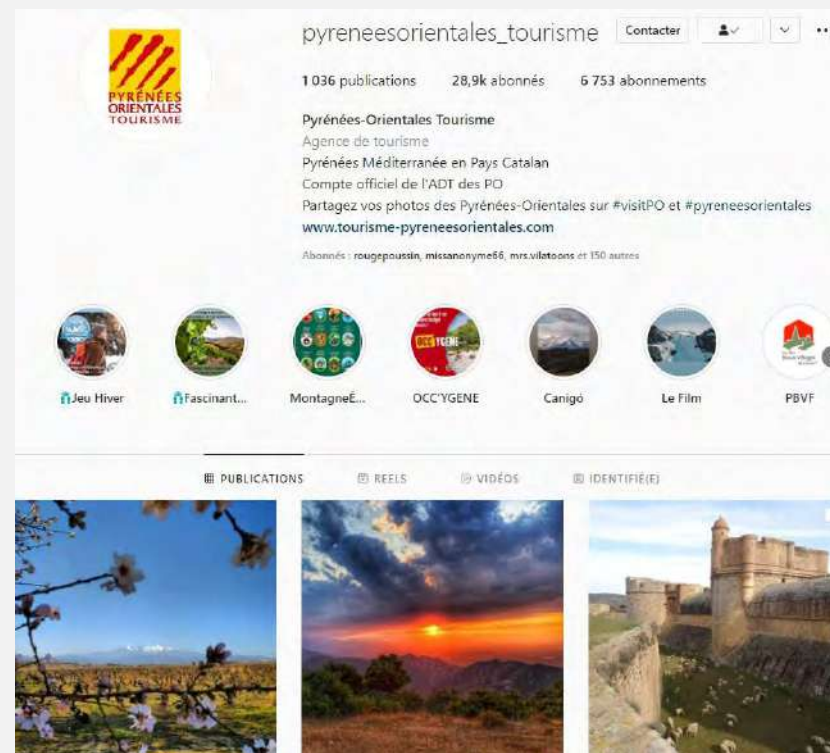 pyreneesorientales_tourisme Contacter
PYRÉNÉES
ORIENTALES
TOURISME
1 036 publications 28,9k abonnés 6 753 abonnements
Pyrénées-Orientales Tourisme
Agence de tourisme
Pyrénées Méditerranée en Pays Catalan
Compte officiel de l'ADT des PO
Partagez vos photos des Pyrénées-Orientales sur #visitPO et #pyreneesorientales
www.tourisme-pyreneesorientales.com
Abonnés : rougepoussin, missanonyme66, mrs.vilatoons et 150 autres
OCC'YGENE
Jeu Hiver Fascinant... MontagneÉ... OCC'YGENE Canigó Le Film PBVF
PUBLICATIONS REELS VIDÉOS IDENTIFIÉ(E)